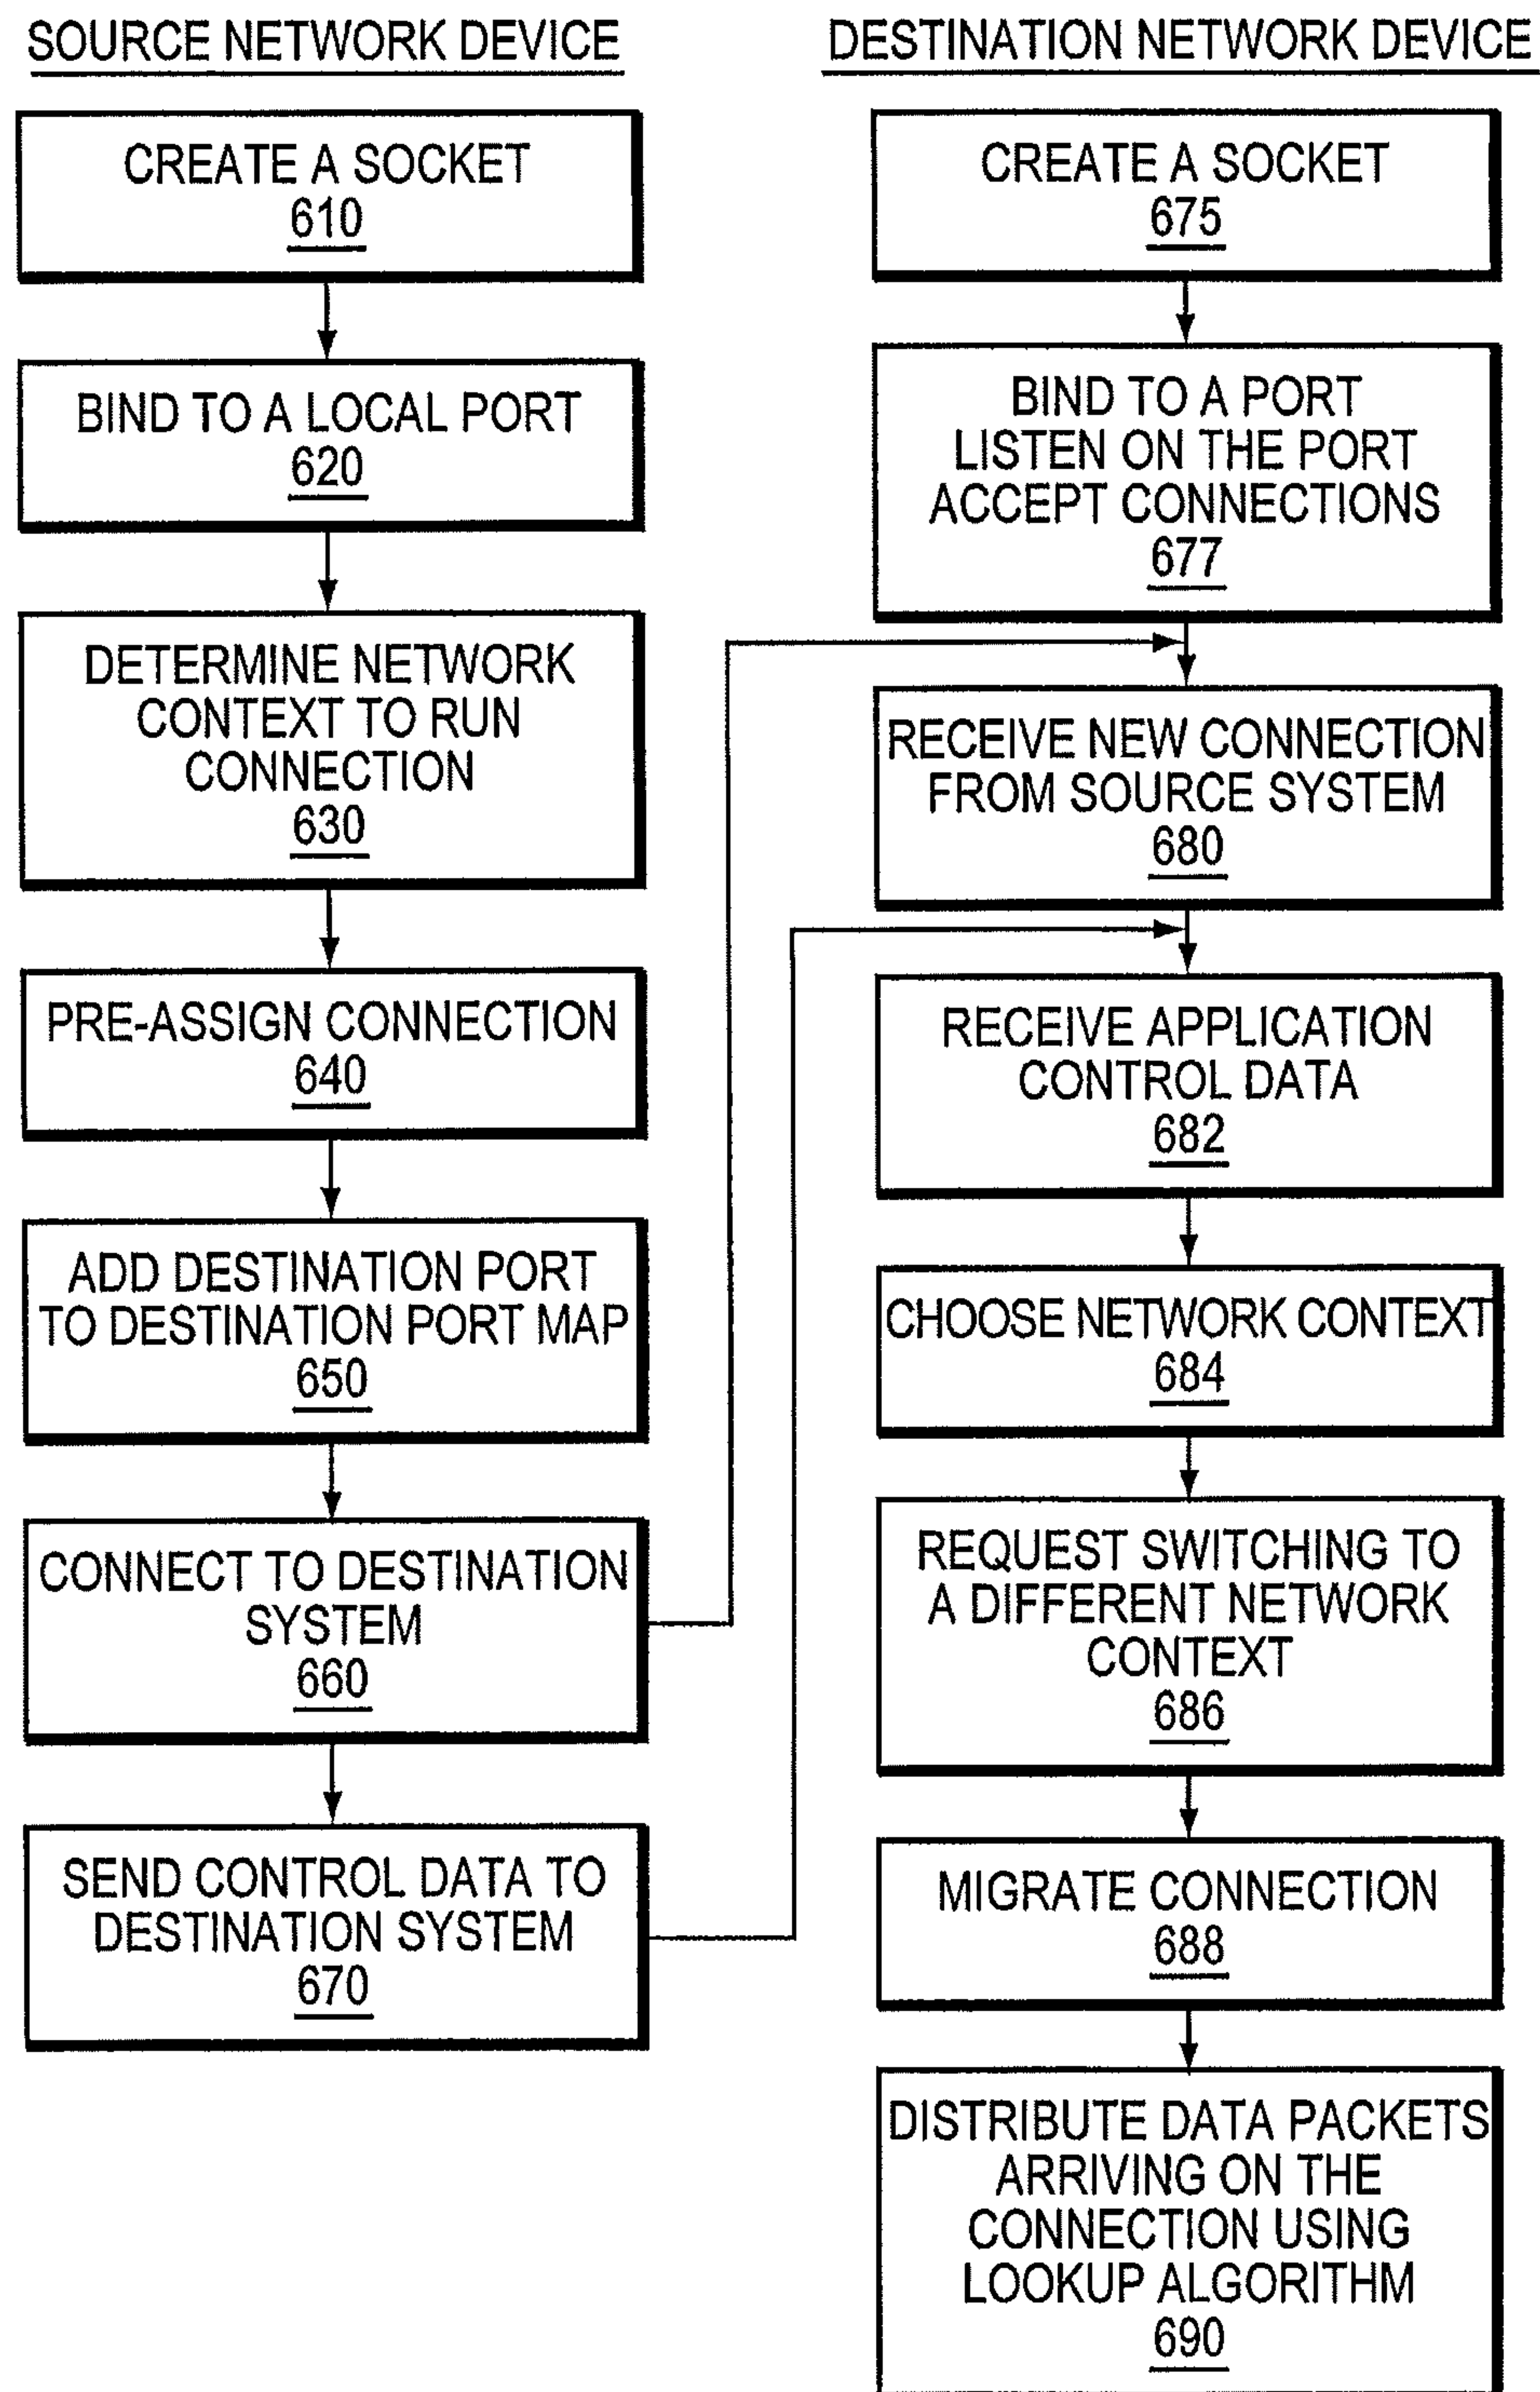 SOURCE NETWORK DEVICE
CREATE A SOCKET
610
BIND TO A LOCAL PORT
620
DETERMINE NETWORK
CONTEXT TO RUN
CONNECTION
630
PRE-ASSIGN CONNECTION
640
ADD DESTINATION PORT
TO DESTINATION PORT MAP
650
CONNECT TO DESTINATION
SYSTEM
660
SEND CONTROL DATA TO
DESTINATION SYSTEM
670
DESTINATION NETWORK DEVICE
CREATE A SOCKET
675
BIND TO A PORT
LISTEN ON THE PORT
ACCEPT CONNECTIONS
677
RECEIVE NEW CONNECTION
FROM SOURCE SYSTEM
680
RECEIVE APPLICATION
CONTROL DATA
682
CHOOSE NETWORK CONTEXT
684
REQUEST SWITCHING TO
A DIFFERENT NETWORK
CONTEXT
686
MIGRATE CONNECTION
688
DISTRIBUTE DATA PACKETS
ARRIVING ON THE
CONNECTION USING
LOOKUP ALGORITHM
690